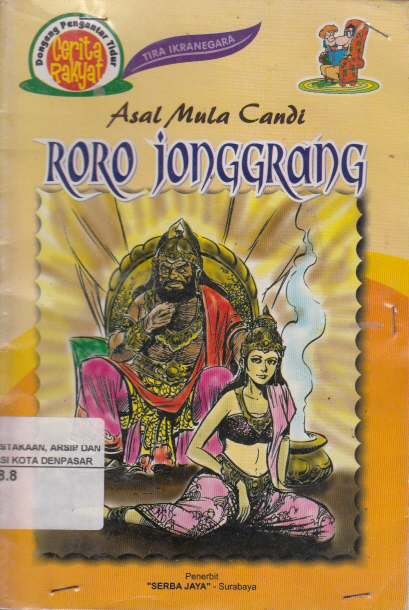 Dongeng Pengantar Tidur
Cerita
Rakyat
TIRA IKRANEGARA
Asal Mula Candi
RORO JONGGRANG
STAKAAN, ARSIP DAN
SI KOTA DENPASAR
8.8
Penerbit
"SERBA JAYA" - Surabaya